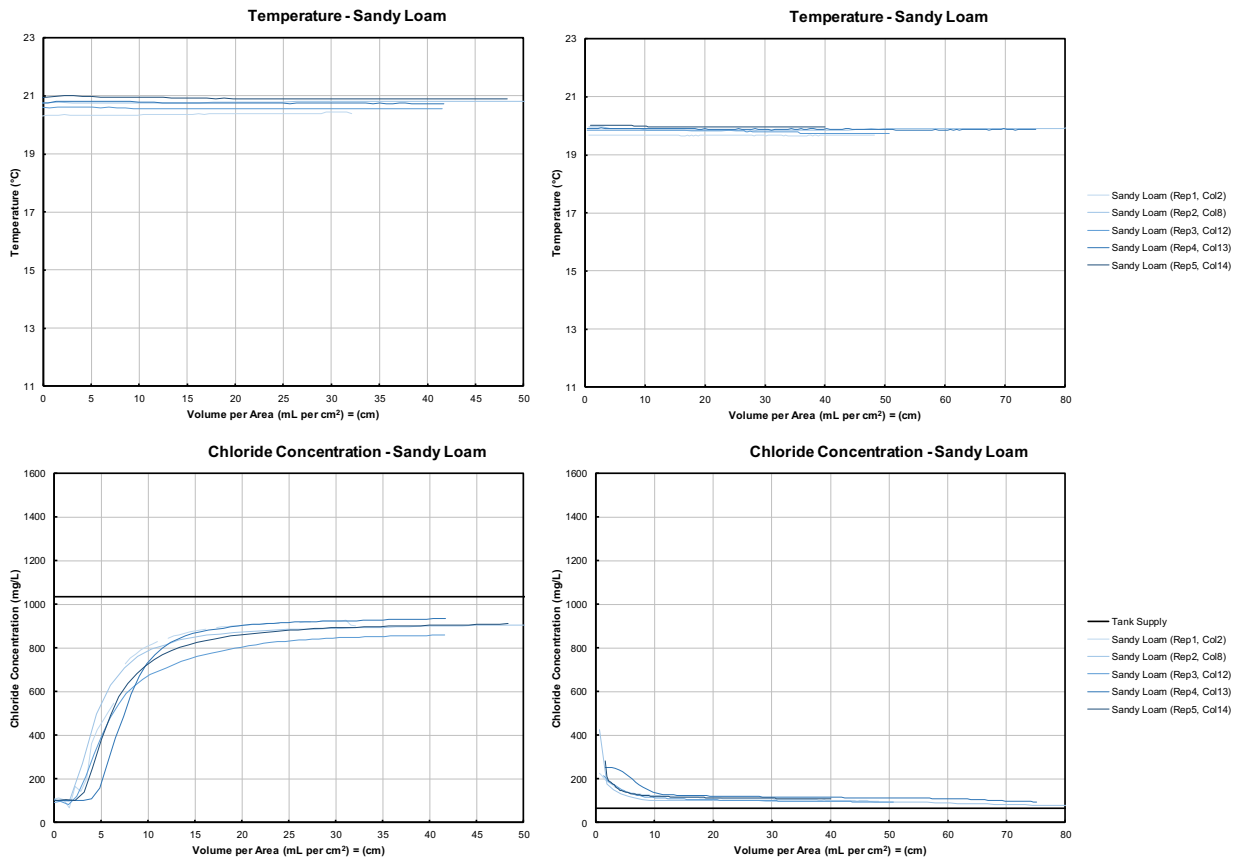 Temperature - Sandy Loam
23
21
19
17
15
13
11
Temperature (°C)
0 5 10 15 20 25 30 35 40 45 50
Volume per Area (mL per cm²) = (cm)
Temperature - Sandy Loam
23
21
19
17
15
13
11
Temperature (°C)
0 10 20 30 40 50 60 70 80
Volume per Area (mL per cm²) = (cm)
Sandy Loam (Rep1, Col2)
Sandy Loam (Rep2, Col8)
Sandy Loam (Rep3, Col12)
Sandy Loam (Rep4, Col13)
Sandy Loam (Rep5, Col14)
Chloride Concentration - Sandy Loam
1600
1400
1200
1000
800
600
400
200
0
Chloride Concentration (mg/L)
0 5 10 15 20 25 30 35 40 45 50
Volume per Area (mL per cm²) = (cm)
Chloride Concentration - Sandy Loam
1600
1400
1200
1000
800
600
400
200
0
Chloride Concentration (mg/L)
0 10 20 30 40 50 60 70 80
Volume per Area (mL per cm²) = (cm)
Tank Supply
Sandy Loam (Rep1, Col2)
Sandy Loam (Rep2, Col8)
Sandy Loam (Rep3, Col12)
Sandy Loam (Rep4, Col13)
Sandy Loam (Rep5, Col14)